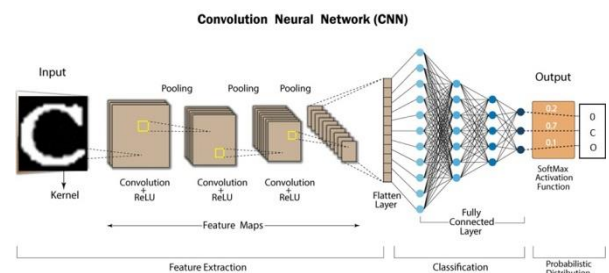 Convolution Neural Network (CNN)
Input
Output
Pooling
Pooling
Pooling
0.2
0.7
0.1
0
C
O
SoftMax
Activation
Function
Kernel
Convolution
+
ReLU
Convolution
+
ReLU
Convolution
+
ReLU
Flatten
Layer
Fully
Connected
Layer
Feature Maps
Feature Extraction
Classification
Probabilistic
Distribution